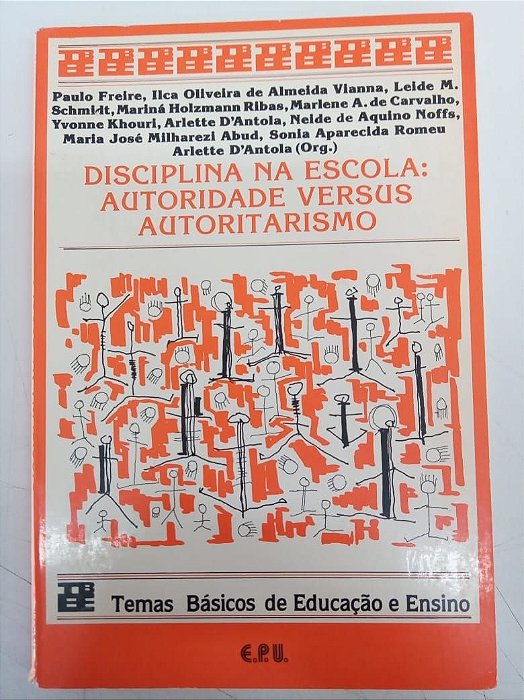 Paulo Freire, Ilca Oliveira de Almeida Vianna, Leide M.
Schmidt, Mariná Holzmann Ribas, Marlene A. de Carvalho,
Yvonne Khouri, Arlette D'Antola, Neide de Aquino Noffs,
Maria José Milharezi Abud, Sonia Aparecida Romeu
Arlette D'Antola (Org.)
DISCIPLINA NA ESCOLA:
AUTORIDADE VERSUS
AUTORITARISMO
Temas Básicos de Educação e Ensino
E.P.U.